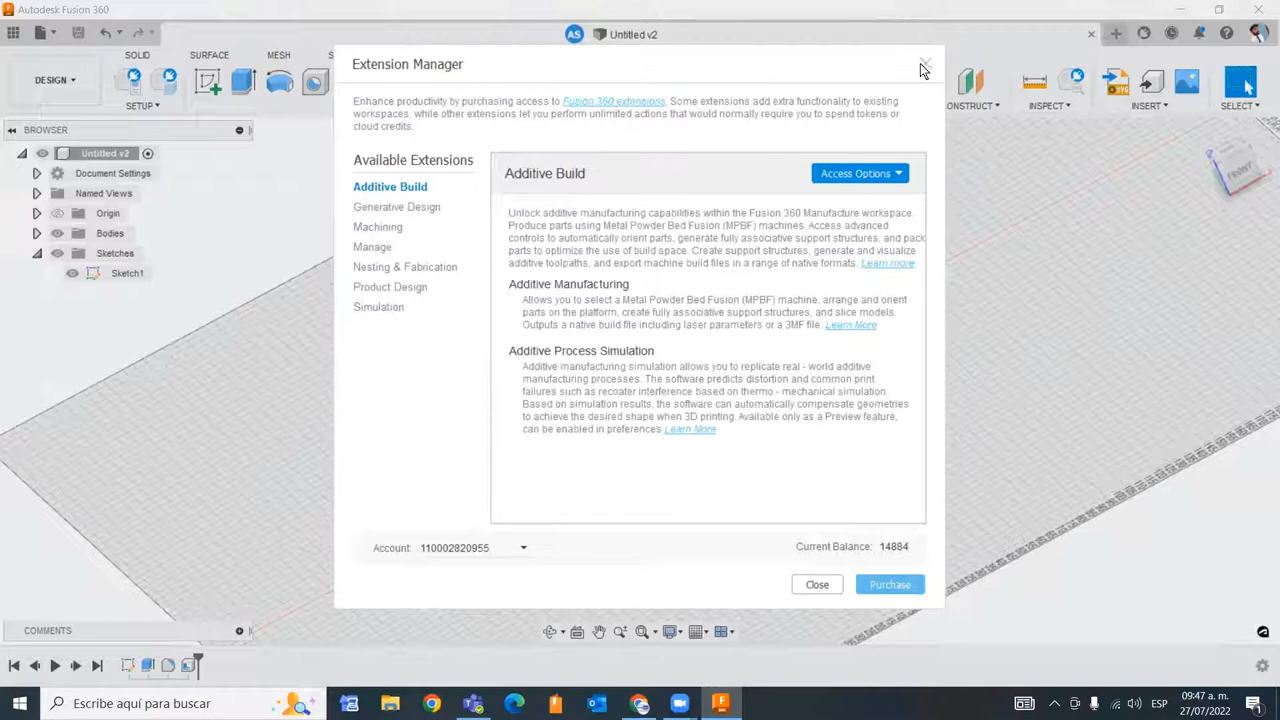 Autodesk Fusion 360
AS Untitled v2
SOLID SURFACE MESH
DESIGN
SETUP CONSTRUCT INSPECT INSERT SELECT
BROWSER
Untitled v2
Document Settings
Named Views
Origin
Bodies
Sketches
Sketch1
FRONT
Extension Manager
Enhance productivity by purchasing access to Fusion 360 extensions. Some extensions add extra functionality to existing
workspaces, while other extensions let you perform unlimited actions that would normally require you to spend tokens or
cloud credits.
Available Extensions
Additive Build
Generative Design
Machining
Manage
Nesting & Fabrication
Product Design
Simulation
Additive Build
Access Options
Unlock additive manufacturing capabilities within the Fusion 360 Manufacture workspace.
Produce parts using Metal Powder Bed Fusion (MPBF) machines. Access advanced
controls to automatically orient parts, generate fully associative support structures, and pack
parts to optimize the use of build space. Create support structures, generate and visualize
additive toolpaths, and export machine build files in a range of native formats. Learn more
Additive Manufacturing
Allows you to select a Metal Powder Bed Fusion (MPBF) machine, arrange and orient
parts on the platform, create fully associative support structures, and slice models.
Outputs a native build file including laser parameters or a 3MF file. Learn More
Additive Process Simulation
Additive manufacturing simulation allows you to replicate real - world additive
manufacturing processes. The software predicts distortion and common print
failures such as recoater interference based on thermo - mechanical simulation
Based on simulation results, the software can automatically compensate geometries
to achieve the desired shape when 3D printing. Available only as a Preview feature,
can be enabled in preferences Learn More
Account: 110002820955
Current Balance: 14884
Close
Purchase
COMMENTS
Escribe aquí para buscar
ESP
09:47 a. m.
27/07/2022